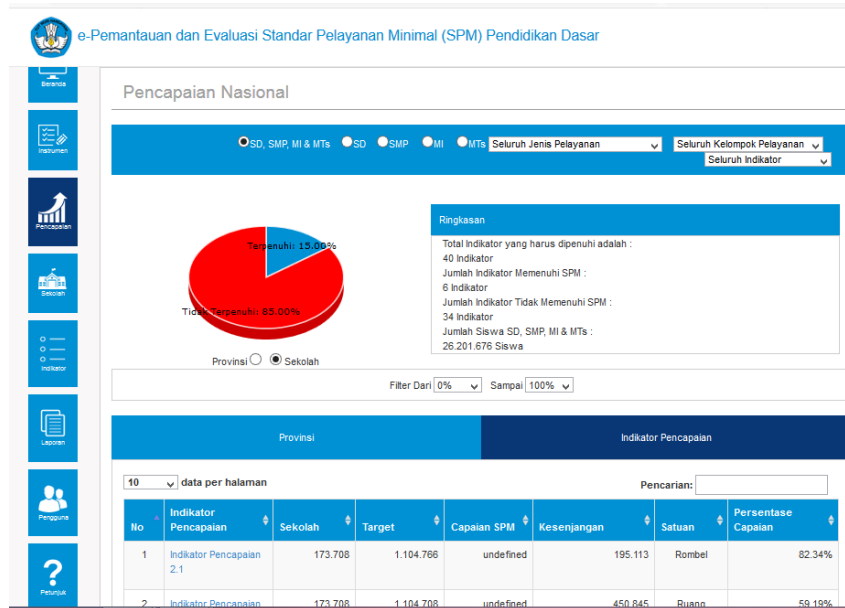 e-Pemantauan dan Evaluasi Standar Pelayanan Minimal (SPM) Pendidikan Dasar
Beranda
Instrumen
Pencapaian
Sekolah
Indikator
Laporan
Pengguna
Petunjuk
Pencapaian Nasional
SD, SMP, MI & MTs SD SMP MI MTs Seluruh Jenis Pelayanan Seluruh Kelompok Pelayanan
Seluruh Indikator
Terpenuhi: 15.00%
Tidak Terpenuhi: 85.00%
Provinsi Sekolah
Ringkasan
Total Indikator yang harus dipenuhi adalah :
40 Indikator
Jumlah Indikator Memenuhi SPM :
6 Indikator
Jumlah Indikator Tidak Memenuhi SPM :
34 Indikator
Jumlah Siswa SD, SMP, MI & MTs :
26.201.676 Siswa
Filter Dari 0% Sampai 100%
Provinsi Indikator Pencapaian
10 data per halaman Pencarian:
No Indikator Pencapaian Sekolah Target Capaian SPM Kesenjangan Satuan Persentase Capaian
1 Indikator Pencapaian 2.1 173.708 1.104.766 undefined 195.113 Rombel 82.34%
2 Indikator Pencapaian 173.708 1.104.708 undefined 450.845 Ruang 59.19%